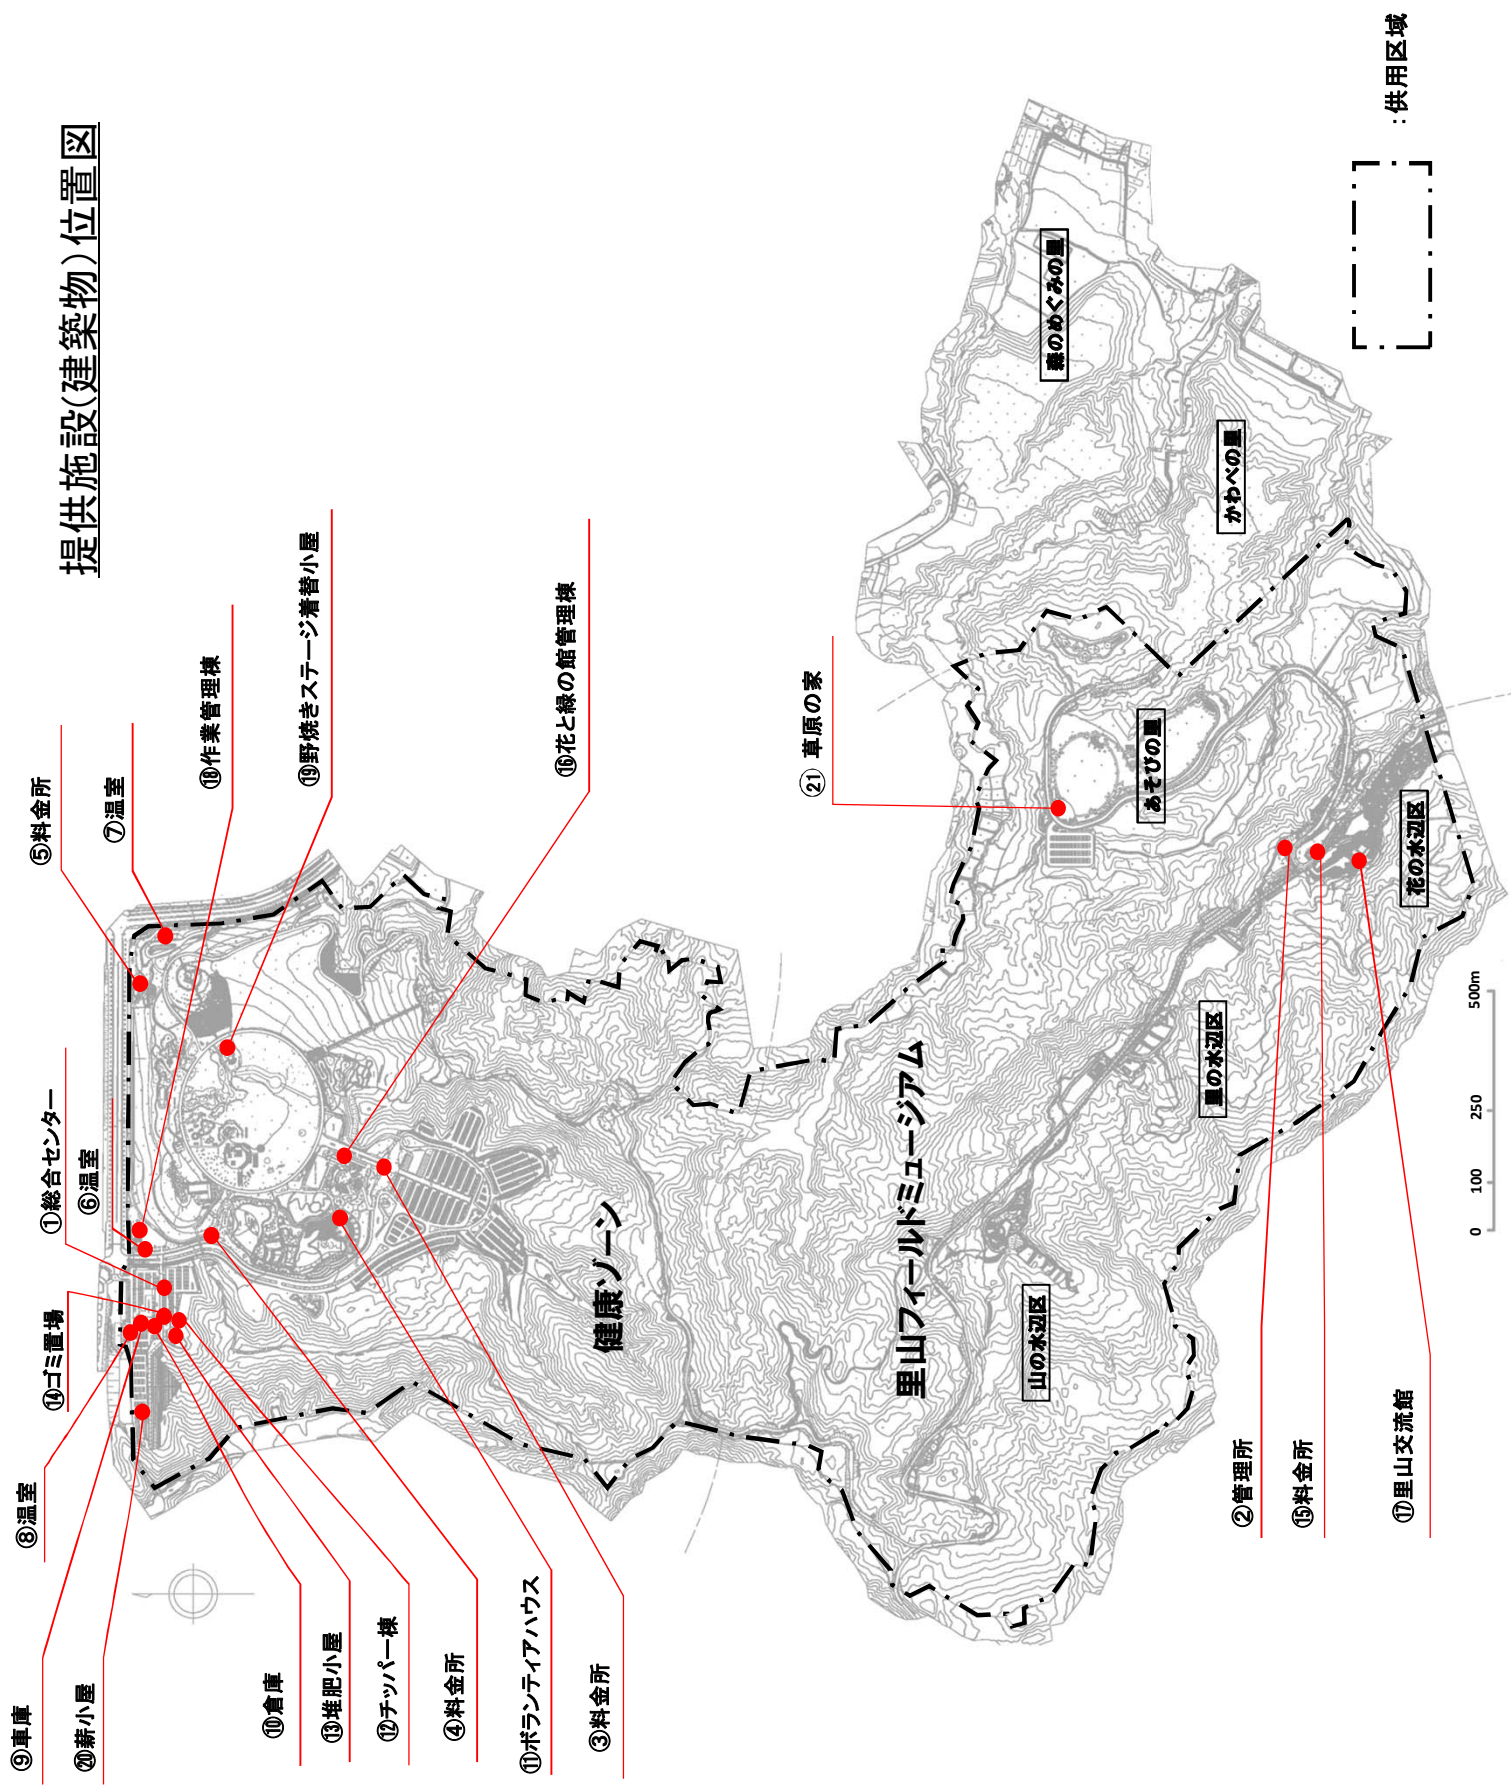 提供施設(建築物)位置図
⑨車庫
⑧温室
⑭ゴミ置場
①総合センター
⑥温室
⑤料金所
⑦温室
⑱作業管理棟
⑲野焼きステージ着替小屋
⑯花と緑の館管理棟
⑳薪小屋
⑩倉庫
⑬堆肥小屋
⑫チッパー棟
④料金所
⑪ボランティアハウス
③料金所
健康ゾーン
里山フィールドミュージアム
㉑草原の家
山の水辺区
里の水辺区
花の水辺区
あそびの里
かわべの里
森のめぐみの里
②管理所
⑮料金所
⑰里山交流館
0 100 250 500m
:供用区域